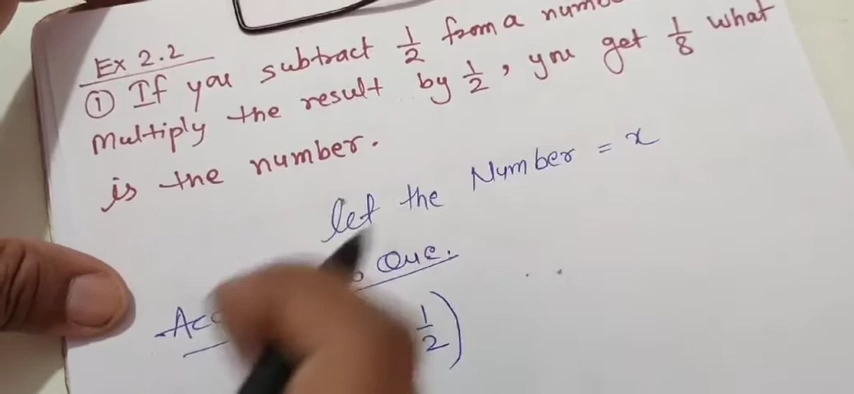 Ex 2.2
① If you subtract 1/2 from a
Multiply the result by 1/2, you get 1/8 what
is the number.
let the Number = x
Que.
1/2)